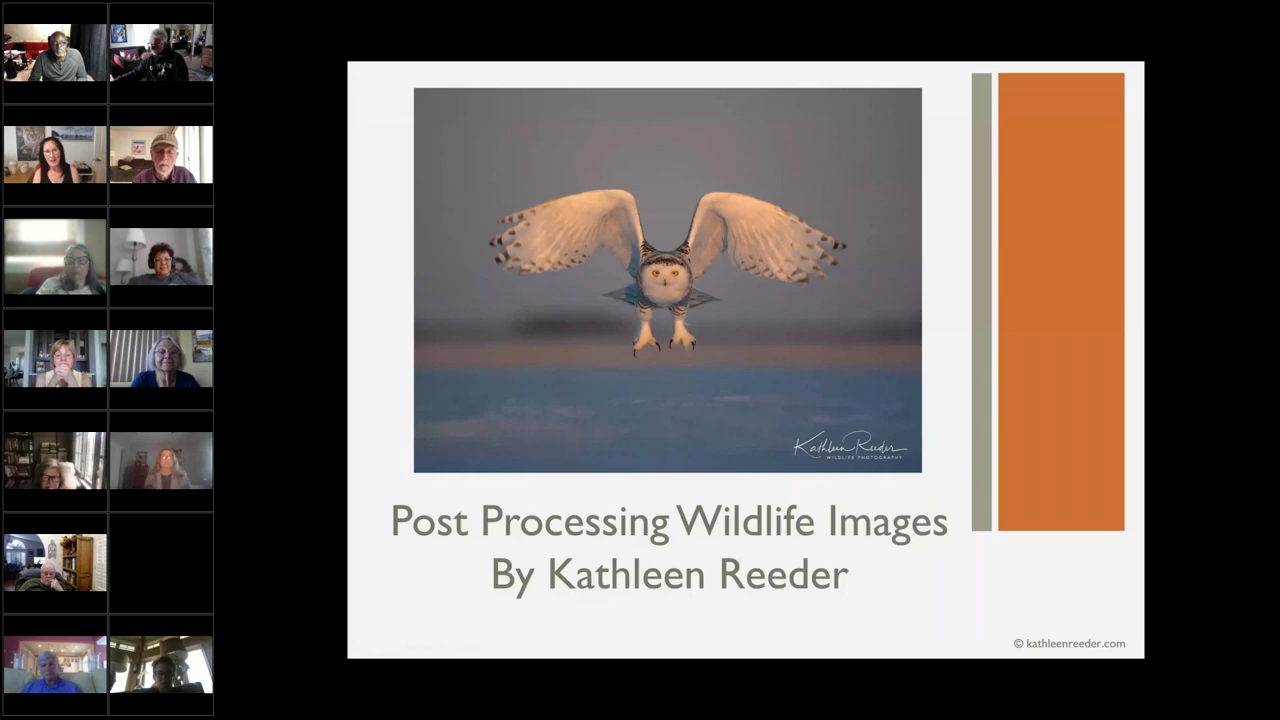 Kathleen Reeder
WILDLIFE PHOTOGRAPHY
Post Processing Wildlife Images
By Kathleen Reeder
© kathleenreeder.com